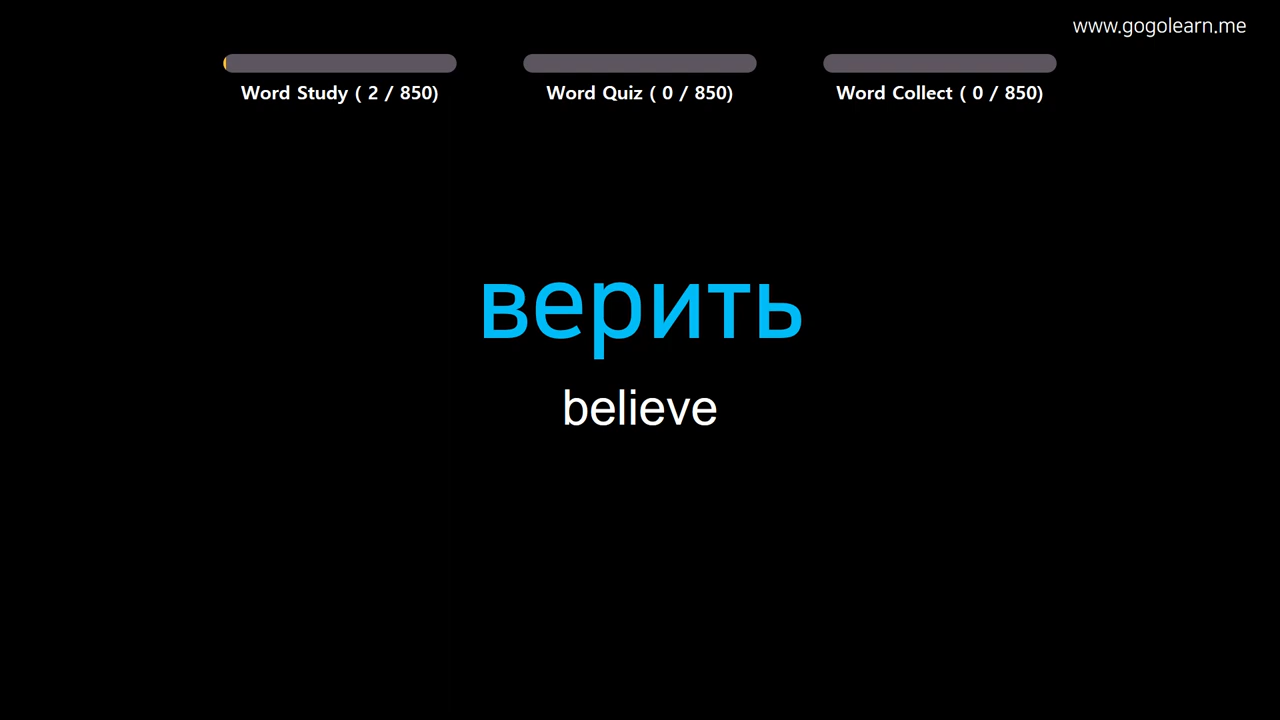 www.gogolearn.me
Word Study ( 2 / 850)
Word Quiz ( 0 / 850)
Word Collect ( 0 / 850)
верить
believe